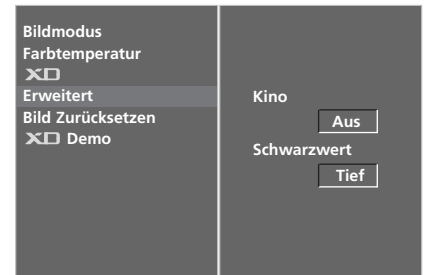 Bildmodus
Farbtemperatur
XD
Erweitert
Bild Zurücksetzen
XD Demo
Kino
Aus
Schwarzwert
Tief